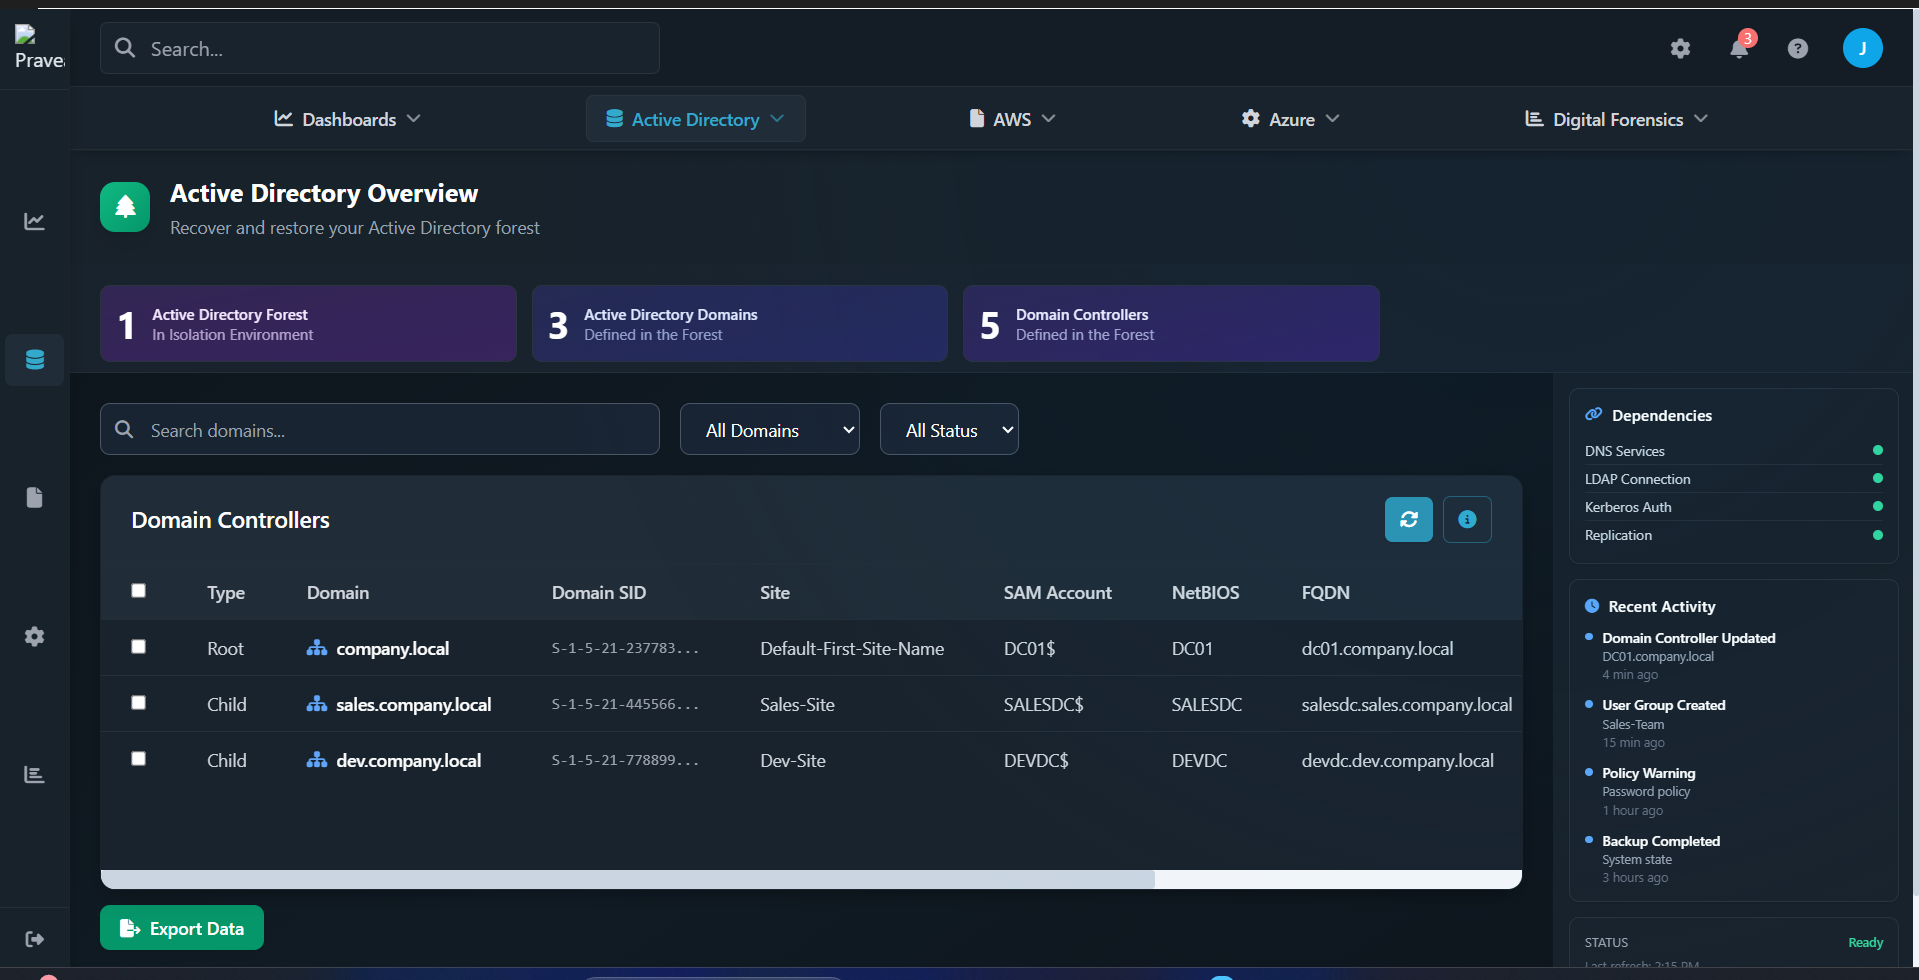 Search...
3
J
Dashboards
Active Directory
AWS
Azure
Digital Forensics
Active Directory Overview
Recover and restore your Active Directory forest
1
Active Directory Forest
In Isolation Environment
3
Active Directory Domains
Defined in the Forest
5
Domain Controllers
Defined in the Forest
Search domains...
All Domains
All Status
Domain Controllers
Type Domain Domain SID Site SAM Account NetBIOS FQDN
Root company.local S-1-5-21-237783... Default-First-Site-Name DC01$ DC01 dc01.company.local
Child sales.company.local S-1-5-21-445566... Sales-Site SALESDC$ SALESDC salesdc.sales.company.local
Child dev.company.local S-1-5-21-778899... Dev-Site DEVDC$ DEVDC devdc.dev.company.local
Export Data
Dependencies
DNS Services
LDAP Connection
Kerberos Auth
Replication
Recent Activity
Domain Controller Updated
DC01.company.local
4 min ago
User Group Created
Sales-Team
15 min ago
Policy Warning
Password policy
1 hour ago
Backup Completed
System state
3 hours ago
STATUS Ready
Last refresh: 2:15 PM